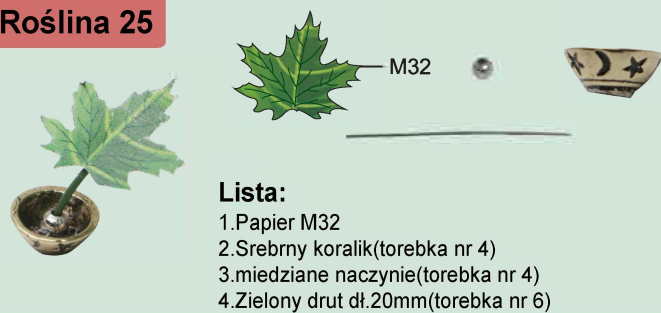 Roślina 25
M32
Lista:
1.Papier M32
2.Srebrny koralik(torebka nr 4)
3.miedziane naczynie(torebka nr 4)
4.Zielony drut dł.20mm(torebka nr 6)